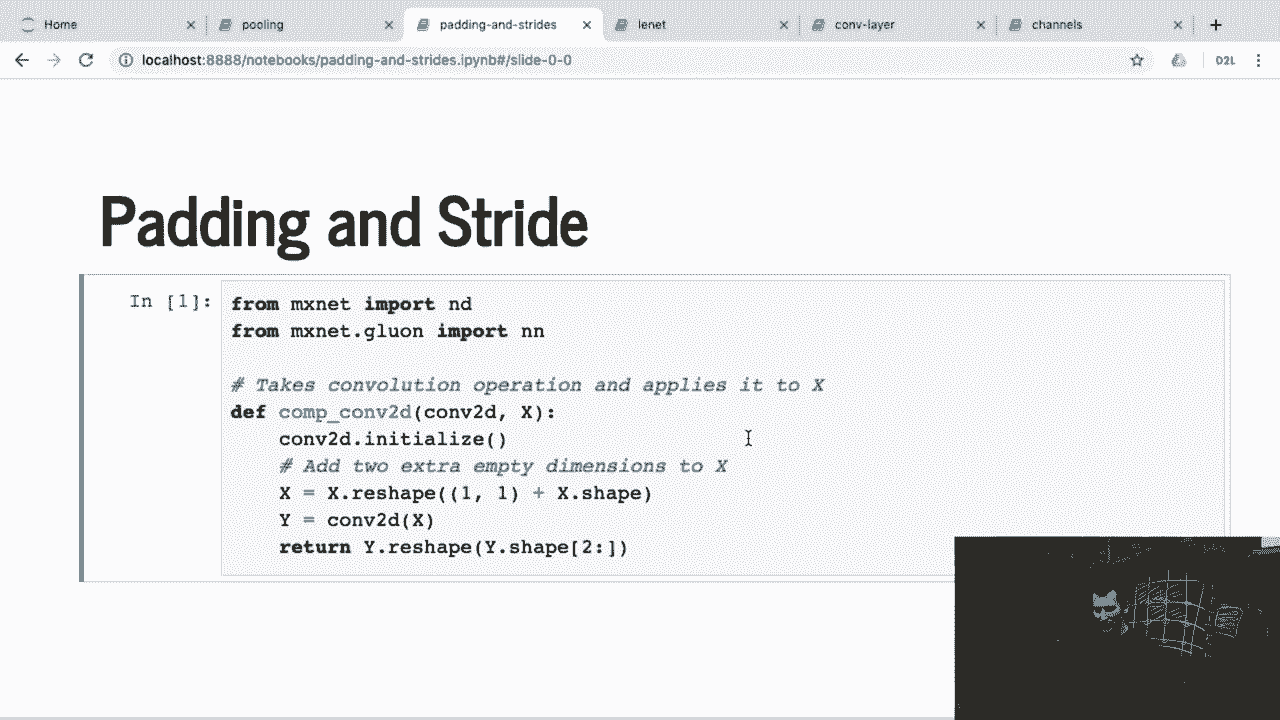 Home
pooling
padding-and-strides
lenet
conv-layer
channels
localhost:8888/notebooks/padding-and-strides.ipynb#/slide-0-0
D2L
Padding and Stride
In [1]:
from mxnet import nd
from mxnet.gluon import nn
# Takes convolution operation and applies it to X
def comp_conv2d(conv2d, X):
conv2d.initialize()
# Add two extra empty dimensions to X
X = X.reshape((1, 1) + X.shape)
Y = conv2d(X)
return Y.reshape(Y.shape[2:])